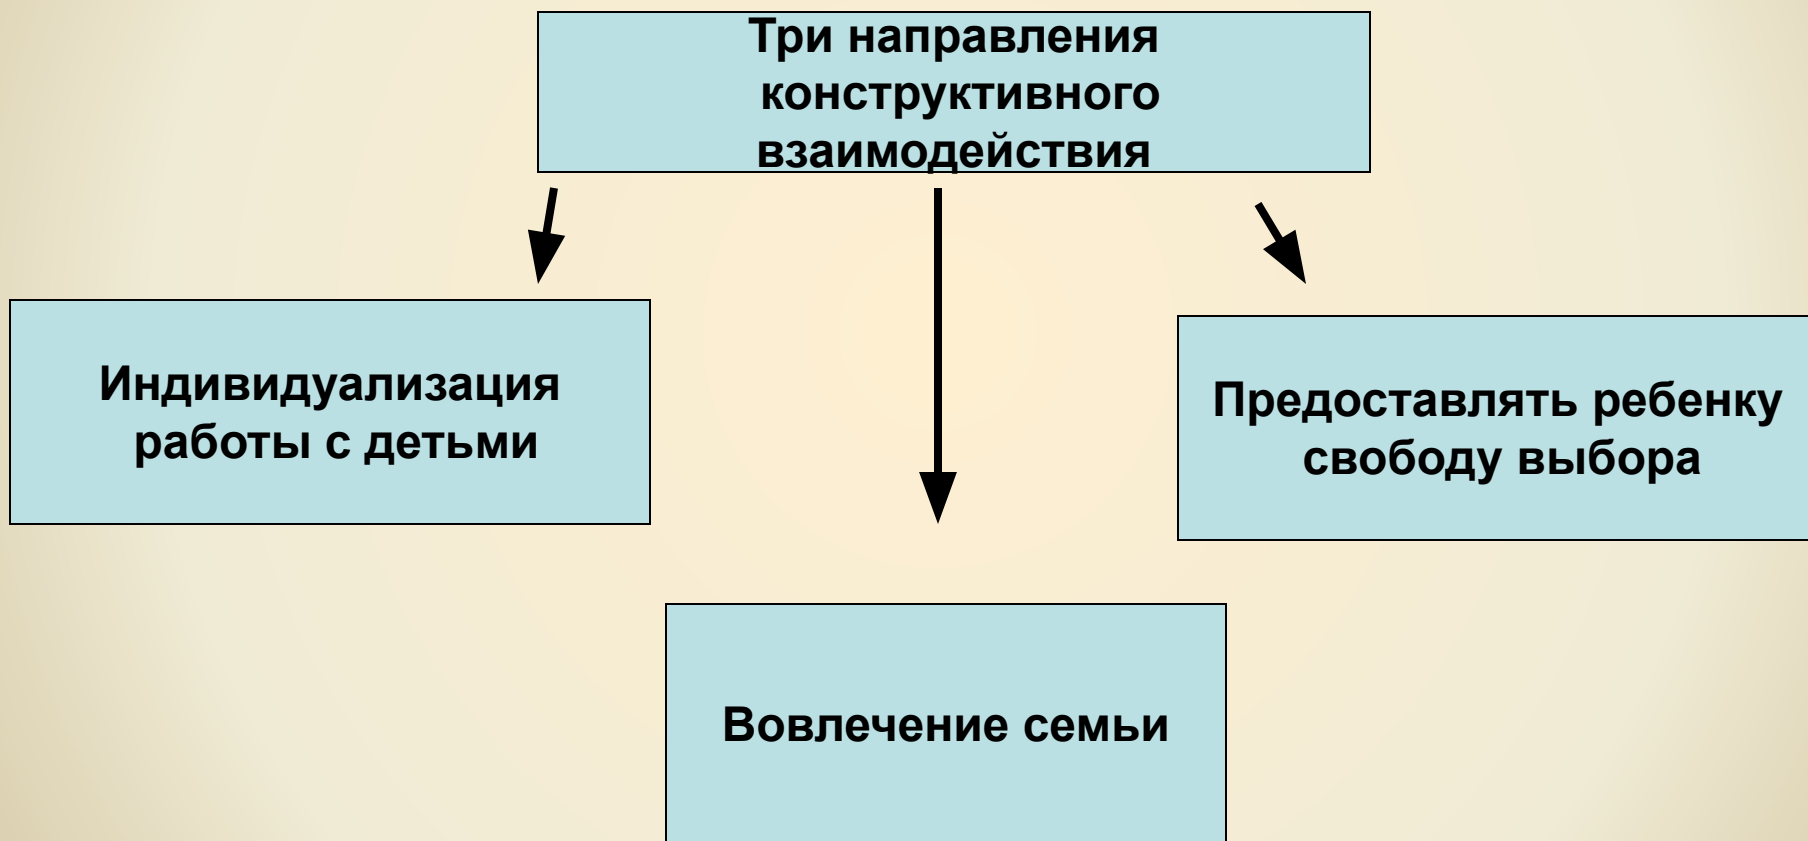 Три направления
конструктивного
взаимодействия
Индивидуализация
работы с детьми
Предоставлять ребенку
свободу выбора
Вовлечение семьи